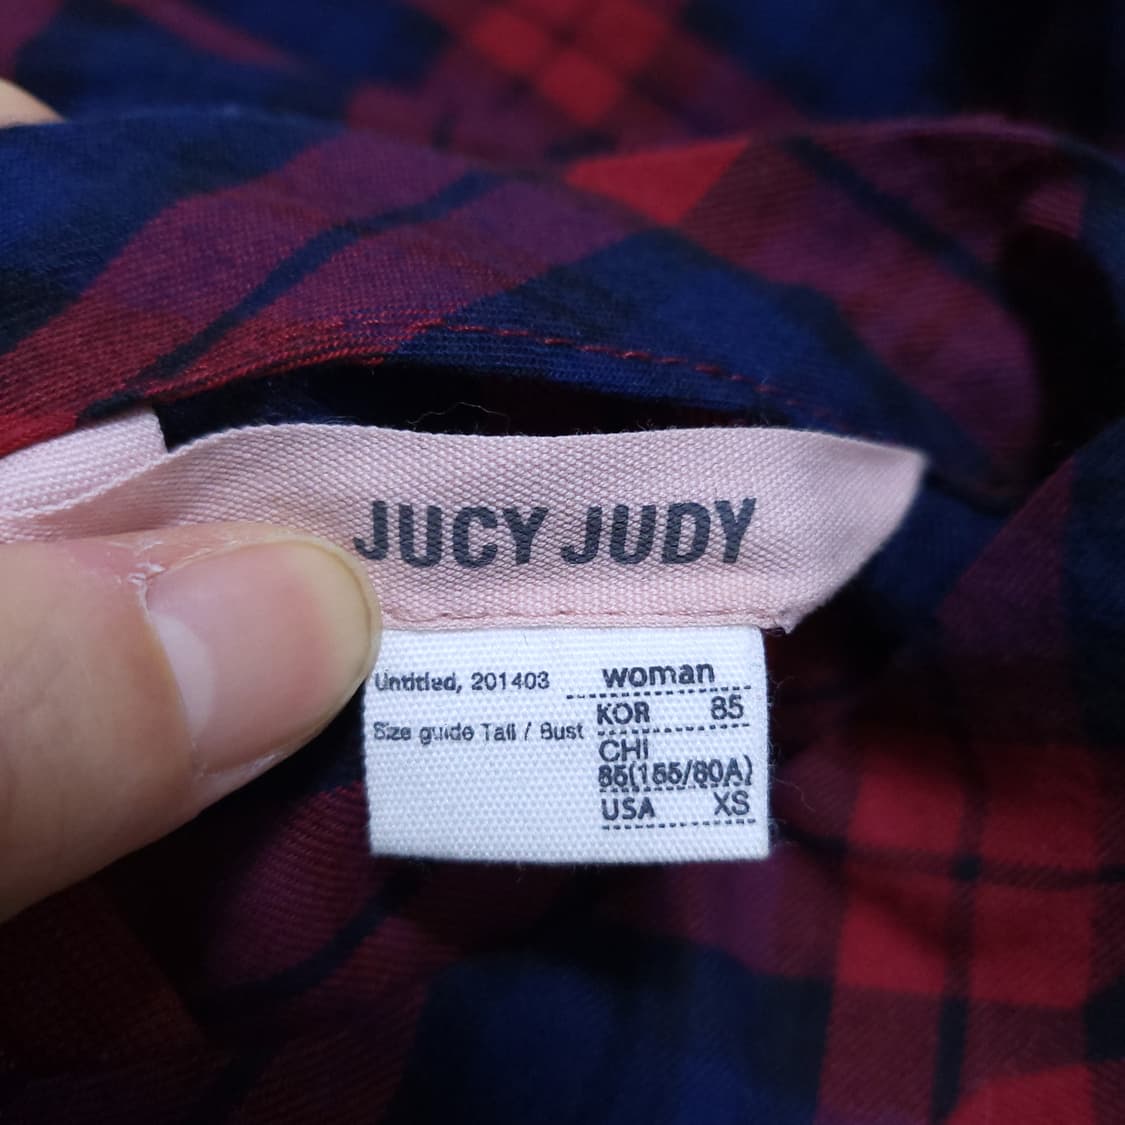 JUCY JUDY
Untitled, 201403
Size guide Tall / Bust
woman
KOR 85
CHI
85(155/80A)
USA XS